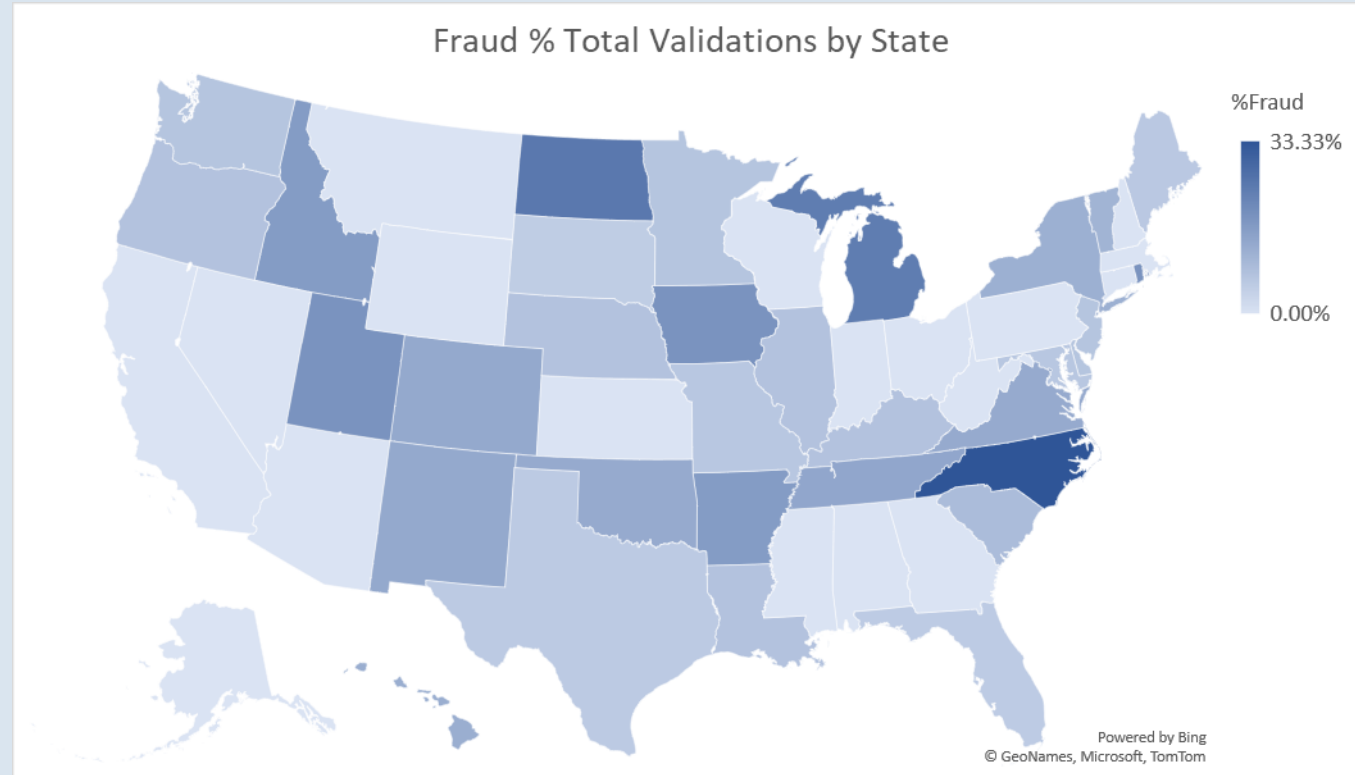 Fraud % Total Validations by State
%Fraud
33.33%
0.00%
Powered by Bing
© GeoNames, Microsoft, TomTom